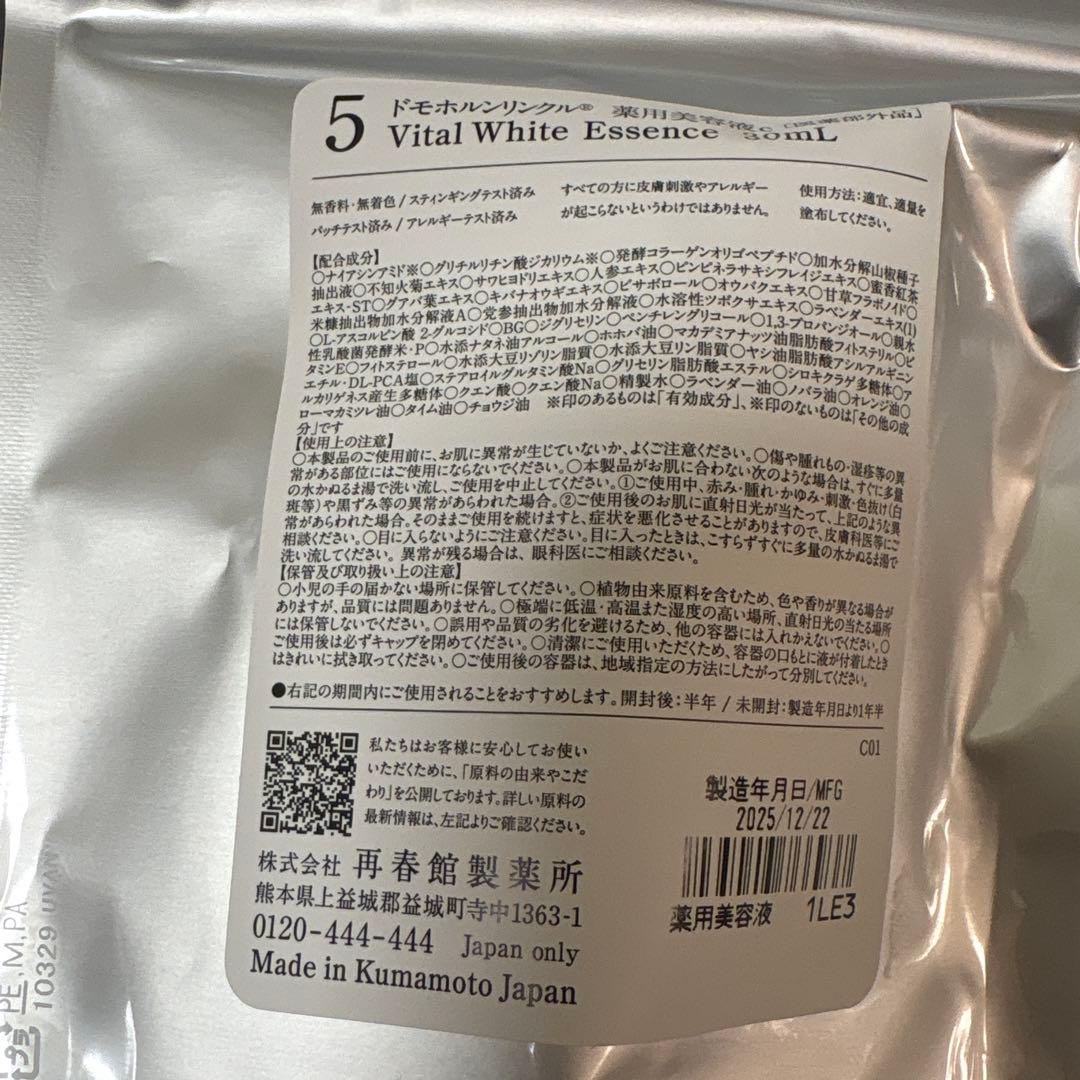 5 ドモホルンリンクル® 薬用美容液c [医薬部外品]
Vital White Essence 30mL
無香料・無着色 / スティンギングテスト済み
パッチテスト済み / アレルギーテスト済み
すべての方に皮膚刺激やアレルギー
が起こらないというわけではありません。
使用方法:適宜、適量を
塗布してください。
【配合成分】
○ナイアシンアミド※○グリチルリチン酸ジカリウム※○発酵コラーゲンオリゴペプチド○加水分解山椒種子
抽出液○不知火菊エキス○サワヒヨドリエキス○人参エキス○ピンピネラサキシフレイジエキス○蜜香紅茶
エキス・ST○グアバ葉エキス○キバナオウギエキス○ビサボロール○オウバクエキス○甘草フラボノイド○
米糠抽出物加水分解液A○党参抽出物加水分解液○水溶性ツボクサエキス○ラベンダーエキス(1)
○L-アスコルビン酸 2-グルコシド○BG○ジグリセリン○ペンチレングリコール○1,3-プロパンジオール○親水
性乳酸菌発酵米・P○水添ナタネ油アルコール○ホホバ油○マカデミアナッツ油脂肪酸フィトステリル○ビ
タミンE○フィトステロール○水添大豆リゾリン脂質○水添大豆リン脂質○ヤシ油脂肪酸アシルアルギニン
エチル・DL-PCA塩○ステアロイルグルタミン酸Na○グリセリン脂肪酸エステル○シロキクラゲ多糖体○ア
ルカリゲネス産生多糖体○クエン酸○クエン酸Na○精製水○ラベンダー油○ノバラ油○オレンジ油○
ローマカミツレ油○タイム油○チョウジ油 ※印のあるものは「有効成分」、※印のないものは「その他の成
分」です
【使用上の注意】
○本製品のご使用前に、お肌に異常が生じていないか、よくご注意ください。○傷や腫れもの・湿疹等の異
常がある部位にはご使用にならないでください。○本製品がお肌に合わない次のような場合は、すぐに多量
の水かぬるま湯で洗い流し、ご使用を中止してください。①ご使用中、赤み・腫れ・かゆみ・刺激・色抜け(白
斑等)や黒ずみ等の異常があらわれた場合。②ご使用後のお肌に直射日光が当たって、上記のような異
常があらわれた場合。そのままご使用を続けますと、症状を悪化させることがありますので、皮膚科医等にご
相談ください。○目に入らないようにご注意ください。目に入ったときは、こすらずすぐに多量の水かぬるま湯で
洗い流してください。異常が残る場合は、眼科医にご相談ください。
【保管及び取り扱い上の注意】
○小児の手の届かない場所に保管してください。○植物由来原料を含むため、色や香りが異なる場合が
ありますが、品質には問題ありません。○極端に低温・高温また湿度の高い場所、直射日光の当たる場所
には保管しないでください。○誤用や品質の劣化を避けるため、他の容器には入れかえないでください。○
ご使用後は必ずキャップを閉めてください。○清潔にご使用いただくため、容器の口もとに液が付着したとき
はきれいに拭き取ってください。○ご使用後の容器は、地域指定の方法にしたがって分別してください。
●右記の期間内にご使用されることをおすすめします。開封後:半年 / 未開封:製造年月日より1年半
C01
私たちはお客様に安心してお使い
いただくために、「原料の由来やこだ
わり」を公開しております。詳しい原料の
最新情報は、左記よりご確認ください。
製造年月日/MFG
2025/12/22
薬用美容液 1LE3
株式会社 再春館製薬所
熊本県上益城郡益城町寺中1363-1
0120-444-444 Japan only
Made in Kumamoto Japan
プラ PE,M,PA
10329 UKAN